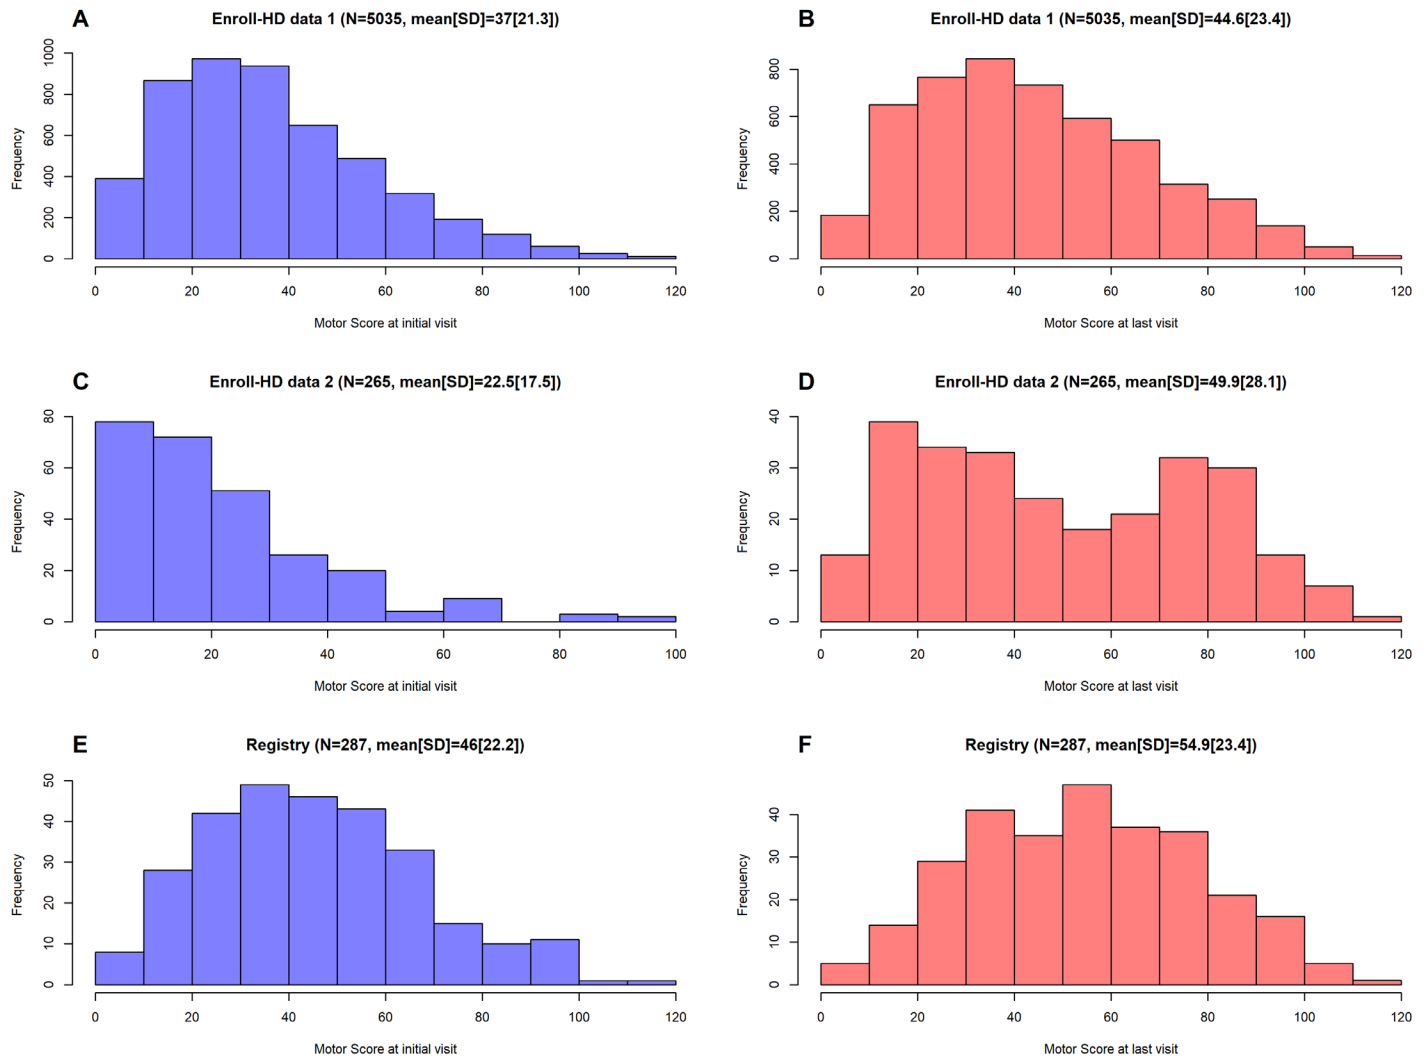 A
Enroll-HD data 1 (N=5035, mean[SD]=37[21.3])
Frequency
0 200 400 600 800 1000
0 20 40 60 80 100 120
Motor Score at initial visit
B
Enroll-HD data 1 (N=5035, mean[SD]=44.6[23.4])
Frequency
0 200 400 600 800
0 20 40 60 80 100 120
Motor Score at last visit
C
Enroll-HD data 2 (N=265, mean[SD]=22.5[17.5])
Frequency
0 20 40 60 80
0 20 40 60 80 100
Motor Score at initial visit
D
Enroll-HD data 2 (N=265, mean[SD]=49.9[28.1])
Frequency
0 10 20 30 40
0 20 40 60 80 100 120
Motor Score at last visit
E
Registry (N=287, mean[SD]=46[22.2])
Frequency
0 10 20 30 40 50
0 20 40 60 80 100 120
Motor Score at initial visit
F
Registry (N=287, mean[SD]=54.9[23.4])
Frequency
0 10 20 30 40
0 20 40 60 80 100 120
Motor Score at last visit